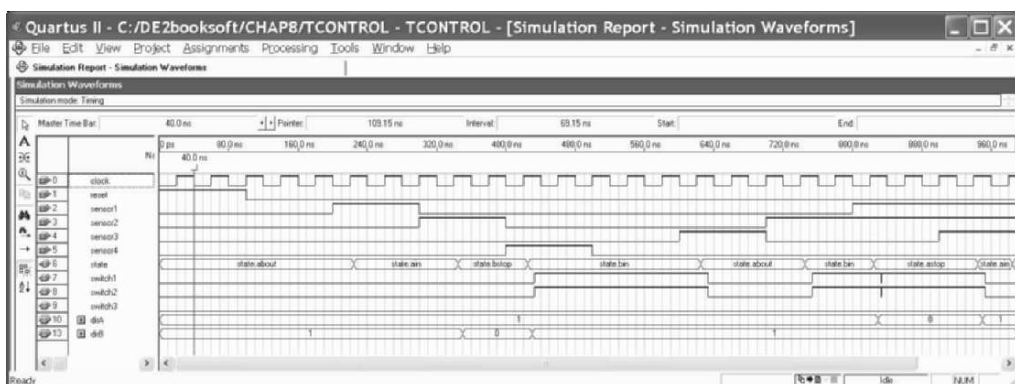 Quartus II - C:/DE2booksoft/CHAP8/TCONTROL - TCONTROL - [Simulation Report - Simulation Waveforms]
File Edit View Project Assignments Processing Tools Window Help
Simulation Report - Simulation Waveforms
Simulation Waveforms
Simulation mode: Timing
Master Time Bar: 40.0 ns Pointer: 109.15 ns Interval: 69.15 ns Start: End:
0 ps 80.0 ns 160.0 ns 240.0 ns 320.0 ns 400.0 ns 480.0 ns 560.0 ns 640.0 ns 720.0 ns 800.0 ns 880.0 ns 960.0 ns
40.0 ns
0 clock
1 reset
2 sensor1
3 sensor2
4 sensor3
5 sensor4
6 state state.about state.ain state.bstop state.bin state.about state.bin state.astop state.ain
7 switch1
8 switch2
9 switch3
10 dirA 1 0 1
13 dirB 1 0 1
Ready Idle NUM